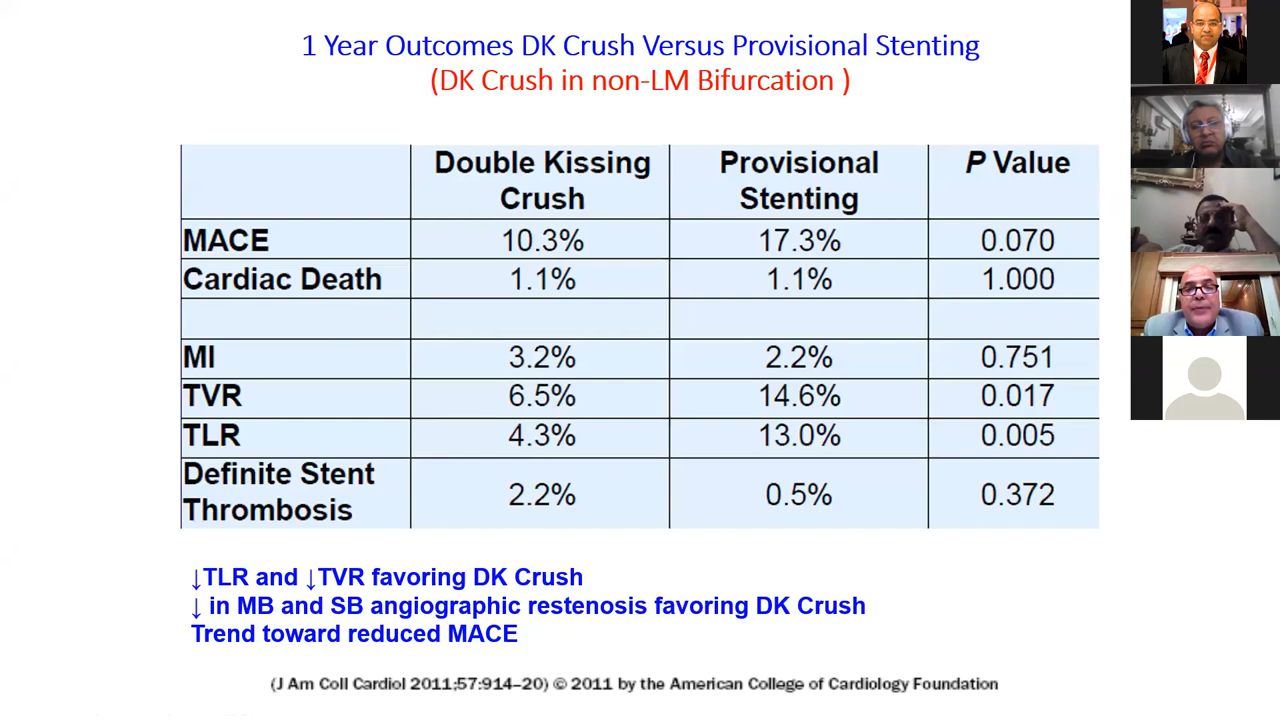 1 Year Outcomes DK Crush Versus Provisional Stenting
(DK Crush in non-LM Bifurcation )
Double Kissing Crush Provisional Stenting P Value
MACE 10.3% 17.3% 0.070
Cardiac Death 1.1% 1.1% 1.000
MI 3.2% 2.2% 0.751
TVR 6.5% 14.6% 0.017
TLR 4.3% 13.0% 0.005
Definite Stent Thrombosis 2.2% 0.5% 0.372
↓TLR and ↓TVR favoring DK Crush
↓ in MB and SB angiographic restenosis favoring DK Crush
Trend toward reduced MACE
(J Am Coll Cardiol 2011;57:914–20) © 2011 by the American College of Cardiology Foundation